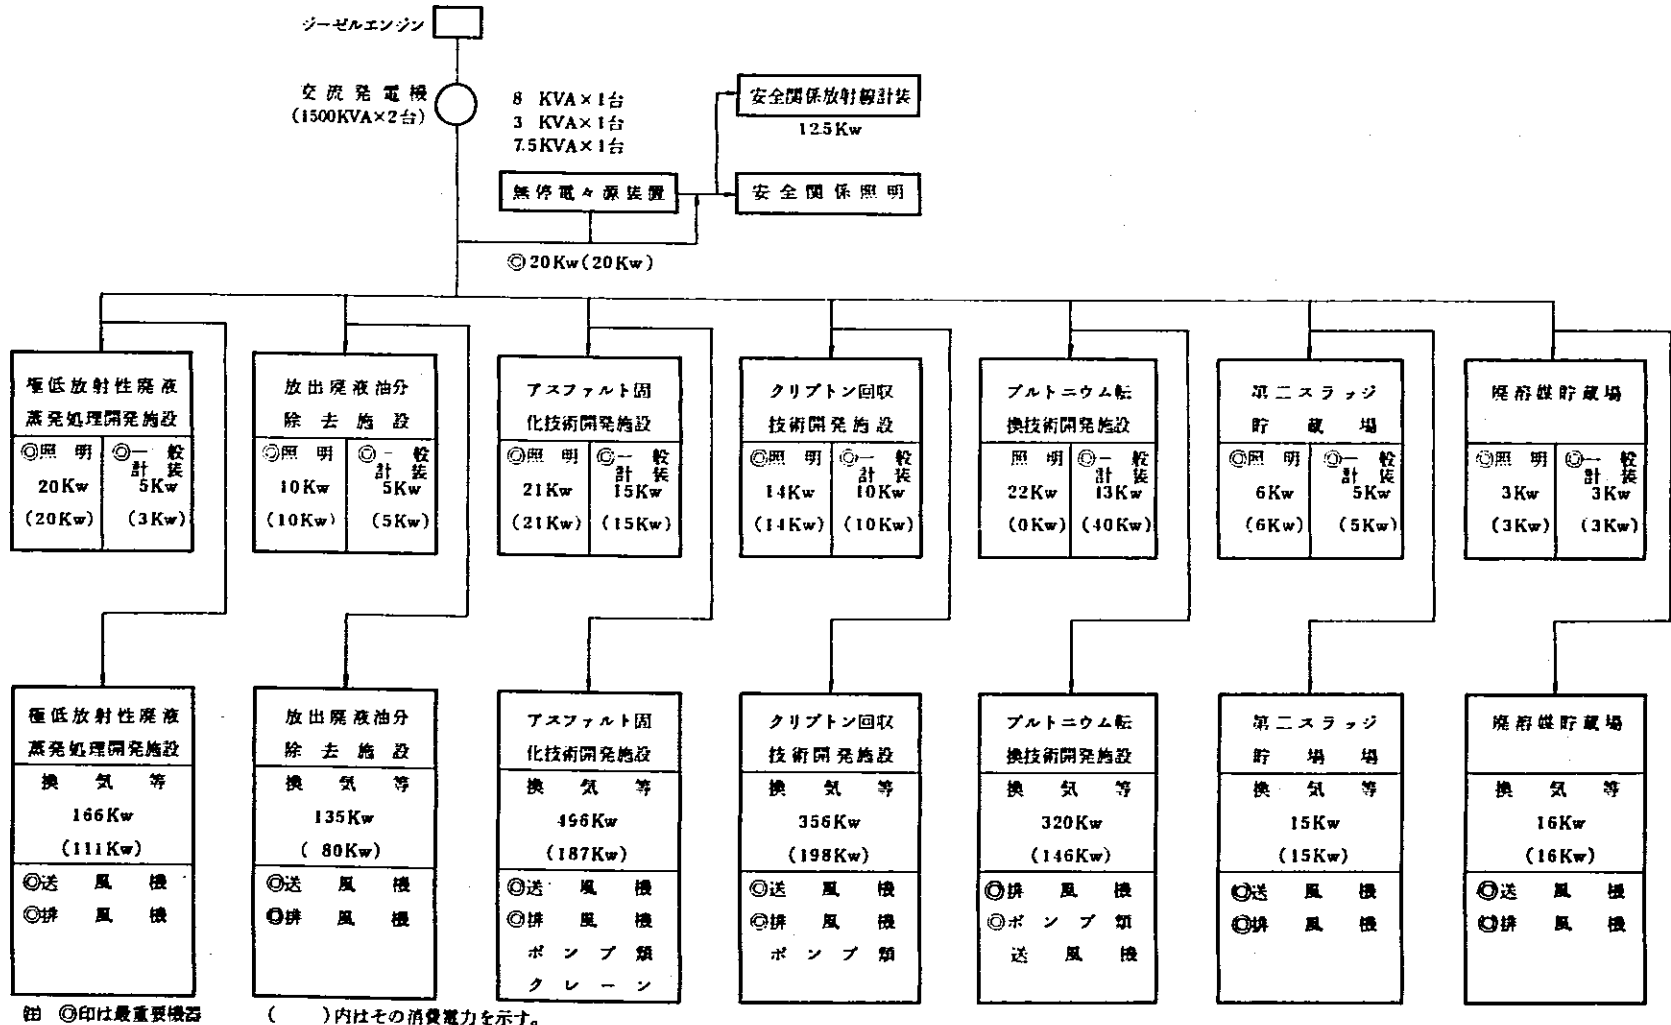 ジーゼルエンジン
交流発電機
(1500KVA×2台)
8 KVA×1台
3 KVA×1台
7.5KVA×1台
無停電々源装置
安全関係放射線計装
12.5Kw
安全関係照明
◎20Kw(20Kw)
極低放射性廃液
蒸発処理開発施設
◎照明 ◎一般計装
20Kw 5Kw
(20Kw) (3Kw)
放出廃液油分
除去施設
◎照明 ◎一般計装
10Kw 5Kw
(10Kw) (5Kw)
アスファルト固
化技術開発施設
◎照明 ◎一般計装
21Kw 15Kw
(21Kw) (15Kw)
クリプトン回収
技術開発施設
◎照明 ◎一般計装
14Kw 10Kw
(14Kw) (10Kw)
プルトニウム転
換技術開発施設
照明 ◎一般計装
22Kw 13Kw
(0Kw) (40Kw)
第二スラッジ
貯蔵場
◎照明 ◎一般計装
6Kw 5Kw
(6Kw) (5Kw)
廃溶媒貯蔵場
◎照明 ◎一般計装
3Kw 3Kw
(3Kw) (3Kw)
極低放射性廃液
蒸発処理開発施設
換気等
166Kw
(111Kw)
◎送風機
◎排風機
放出廃液油分
除去施設
換気等
135Kw
(80Kw)
◎送風機
◎排風機
アスファルト固
化技術開発施設
換気等
496Kw
(187Kw)
◎送風機
◎排風機
ポンプ類
クレーン
クリプトン回収
技術開発施設
換気等
356Kw
(198Kw)
◎送風機
◎排風機
ポンプ類
プルトニウム転
換技術開発施設
換気等
320Kw
(146Kw)
◎排風機
◎ポンプ類
送風機
第二スラッジ
貯場場
換気等
15Kw
(15Kw)
◎送風機
◎排風機
廃溶媒貯蔵場
換気等
16Kw
(16Kw)
◎送風機
◎排風機
注 ◎印は最重要機器 ( )内はその消費電力を示す。